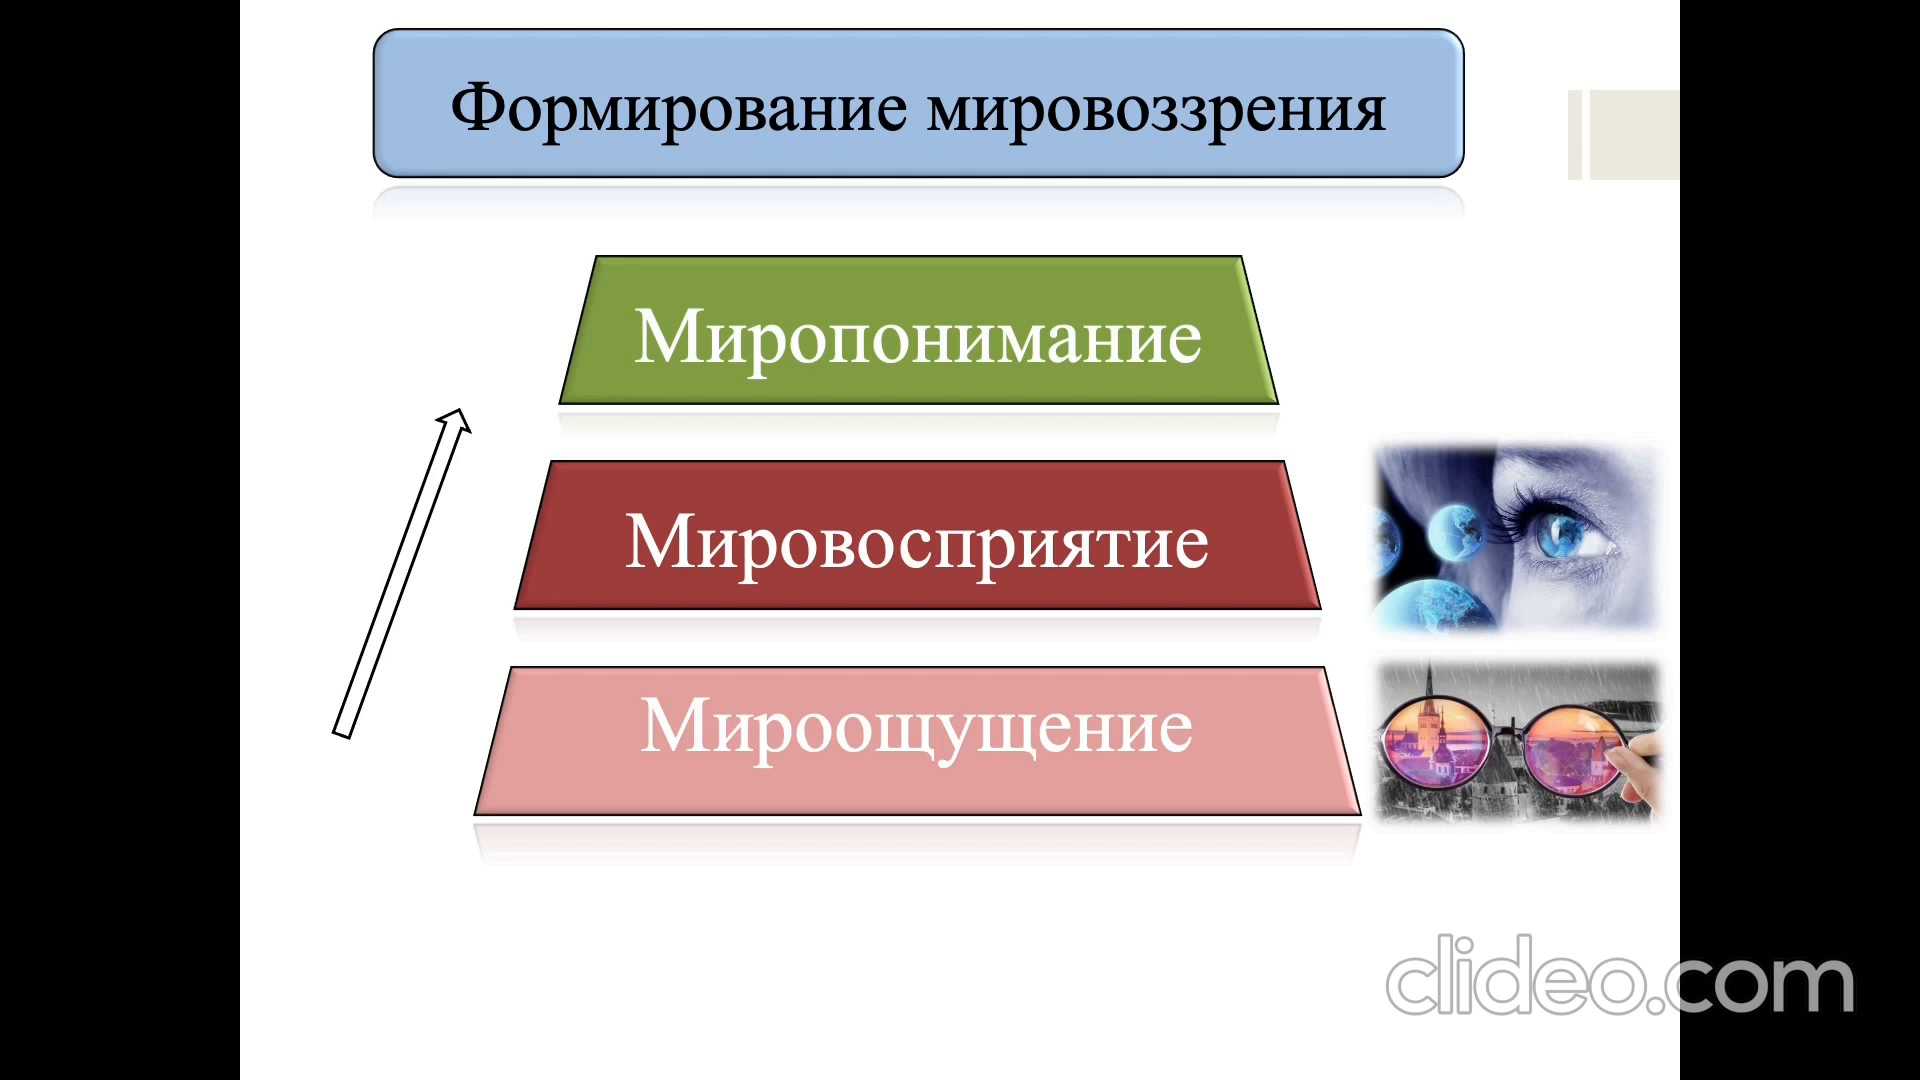 Формирование мировоззрения
Миропонимание
Мировосприятие
Мироощущение
clideo.com